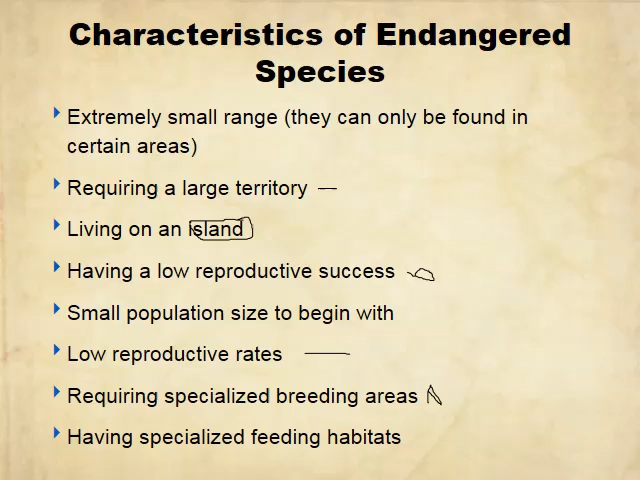 Characteristics of Endangered
Species
Extremely small range (they can only be found in
certain areas)
Requiring a large territory
Living on an island
Having a low reproductive success
Small population size to begin with
Low reproductive rates
Requiring specialized breeding areas
Having specialized feeding habitats